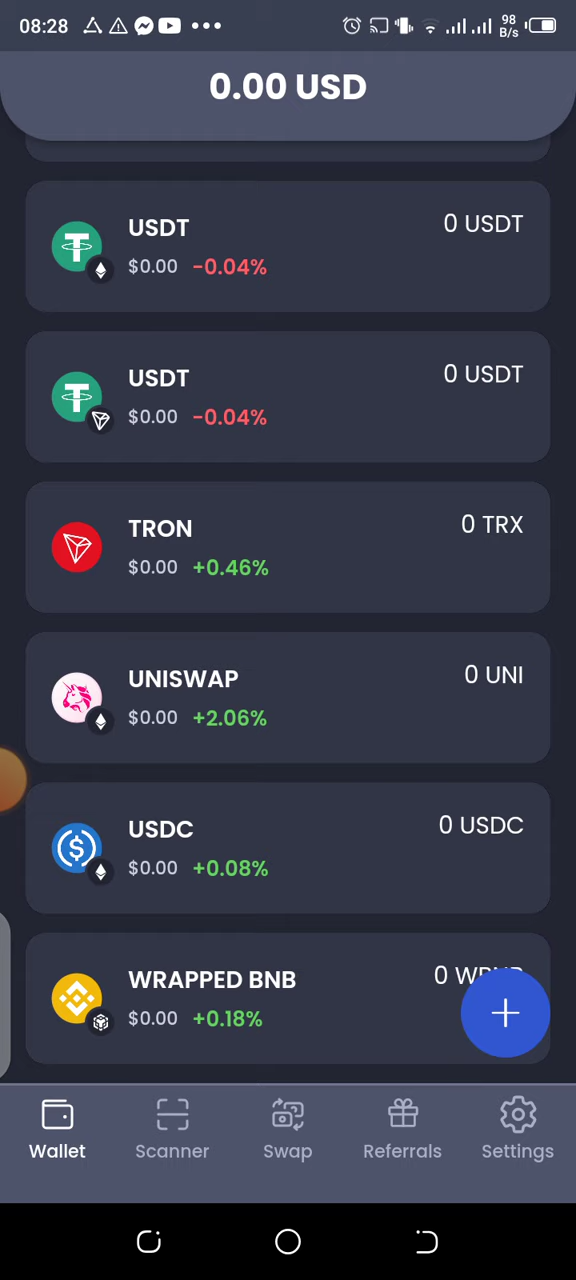 08:28
98
B/s
0.00 USD
USDT
0 USDT
$0.00 -0.04%
USDT
0 USDT
$0.00 -0.04%
TRON
0 TRX
$0.00 +0.46%
UNISWAP
0 UNI
$0.00 +2.06%
USDC
0 USDC
$0.00 +0.08%
WRAPPED BNB
0
$0.00 +0.18%
Wallet Scanner Swap Referrals Settings